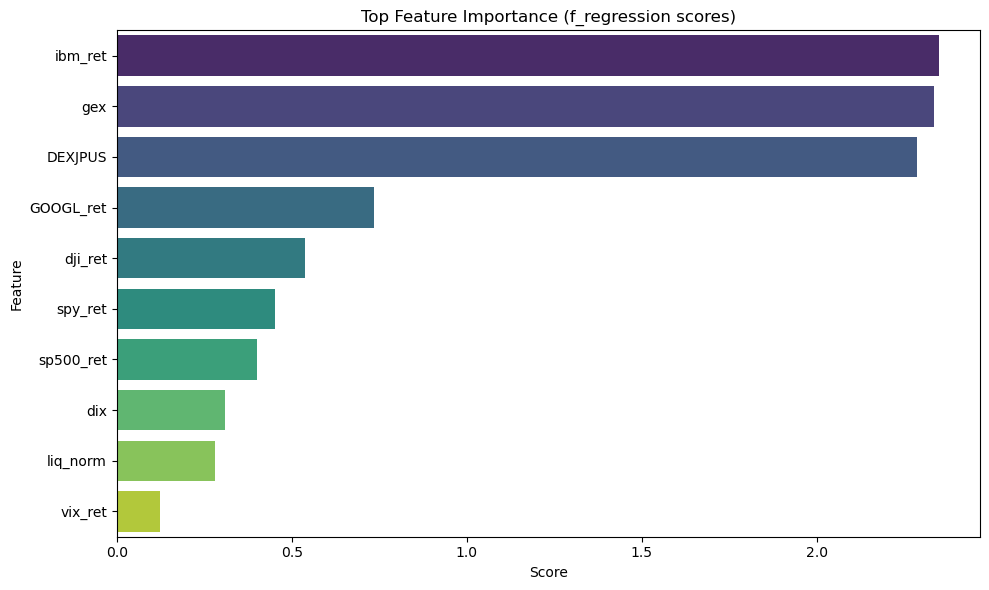 Top Feature Importance (f_regression scores)
ibm_ret
gex
DEXJPUS
GOOGL_ret
dji_ret
spy_ret
sp500_ret
dix
liq_norm
vix_ret
Feature
0.0 0.5 1.0 1.5 2.0
Score